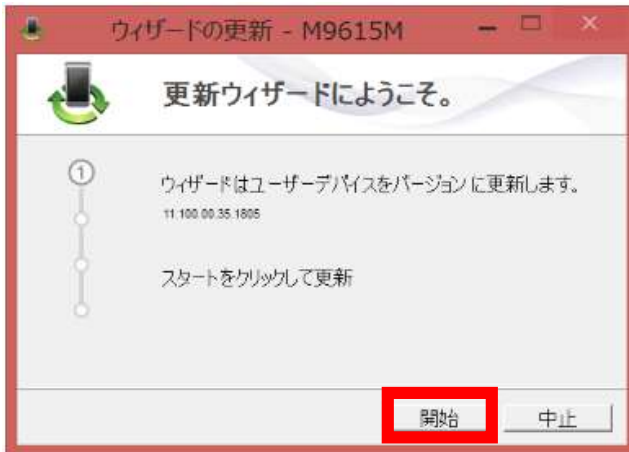 ウィザードの更新 - M9615M
更新ウィザードにようこそ。
1
ウィザードはユーザーデバイスをバージョンに更新します。
11.100.00.35.1805
スタートをクリックして更新
開始
中止